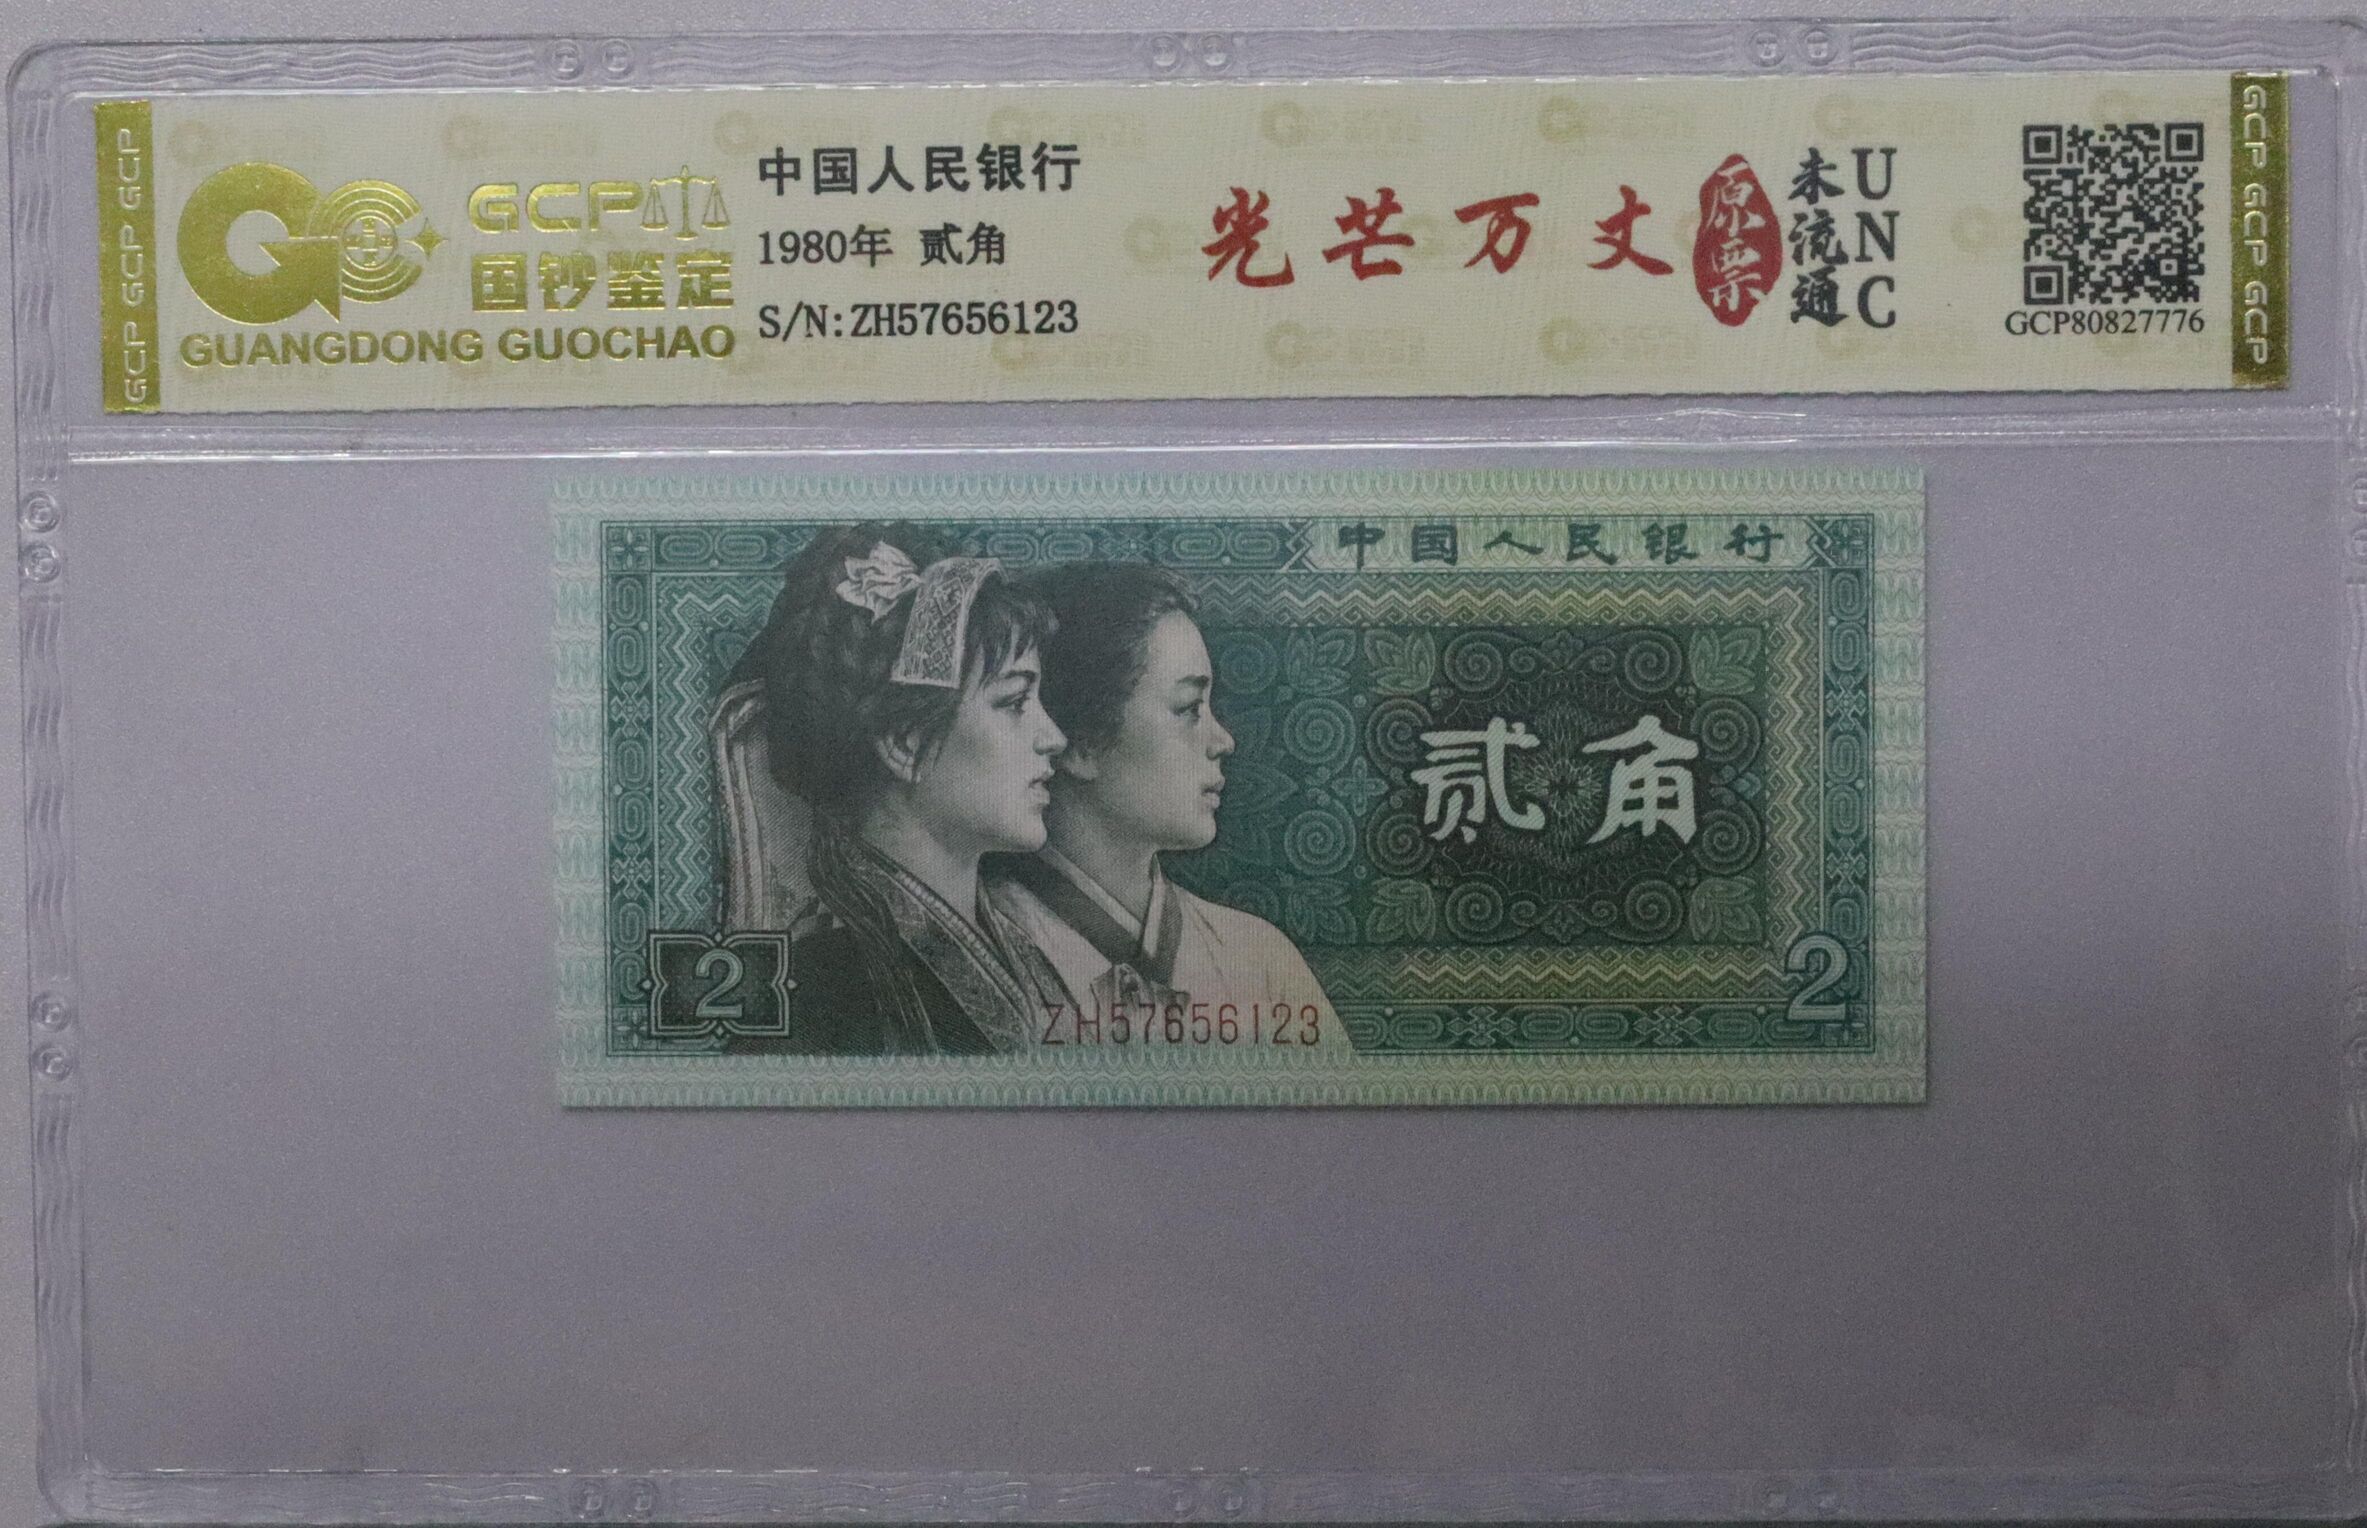 GCP GCP GCP
GCP
国钞鉴定
GUANGDONG GUOCHAO
中国人民银行
1980年 贰角
S/N:ZH57656123
光芒万丈
原票
未流通
UNC
GCP80827776
GCP GCP GCP
中国人民银行
贰角
2
2
ZH57656123